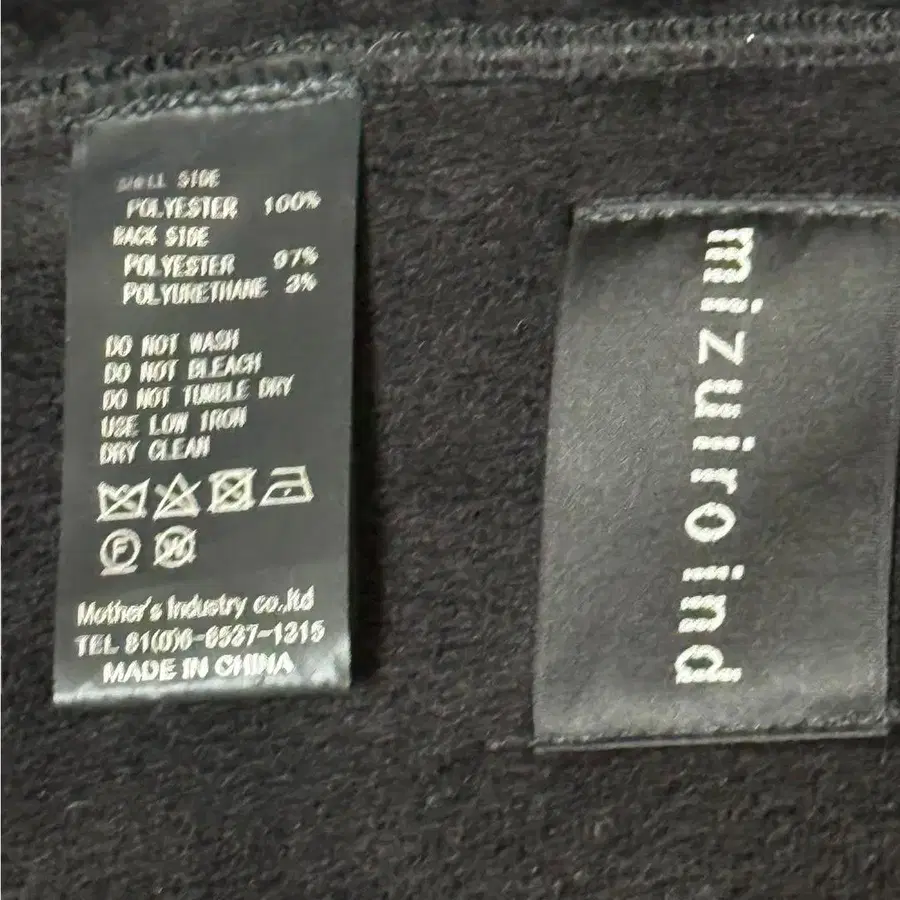 SHELL SIDE
POLYESTER 100%
BACK SIDE
POLYESTER 97%
POLYURETHANE 3%
DO NOT WASH
DO NOT BLEACH
DO NOT TUMBLE DRY
USE LOW IRON
DRY CLEAN
F W
Mother's Industry co.,ltd
TEL 81(0)6-6537-1315
MADE IN CHINA
mizuiro ind